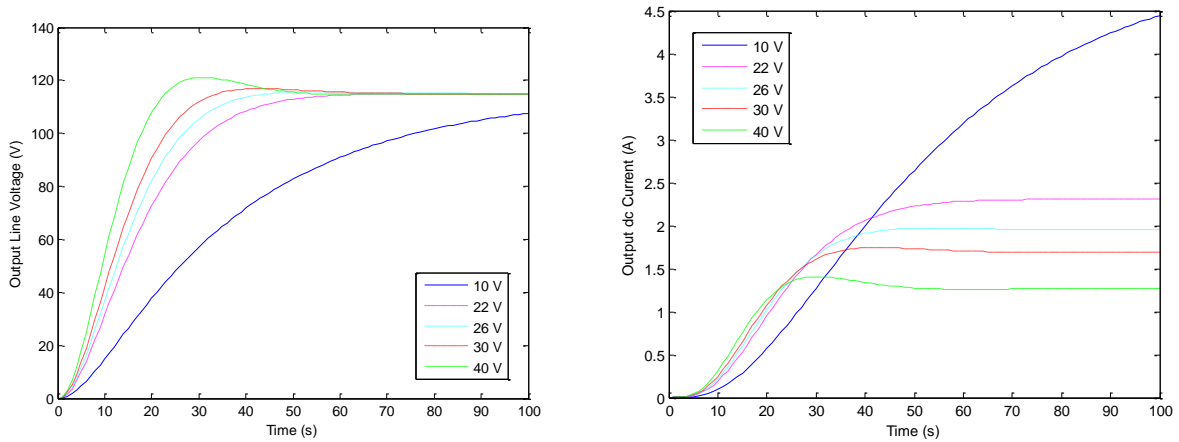 140
120
100
80
60
40
20
0
Output Line Voltage (V)
10 V
22 V
26 V
30 V
40 V
0 10 20 30 40 50 60 70 80 90 100
Time (s)
4.5
4
3.5
3
2.5
2
1.5
1
0.5
0
Output dc Current (A)
10 V
22 V
26 V
30 V
40 V
0 10 20 30 40 50 60 70 80 90 100
Time (s)